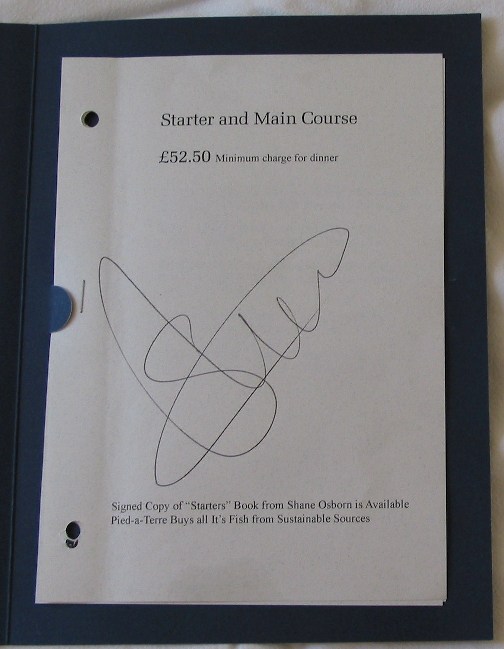 Starter and Main Course
£52.50 Minimum charge for dinner
Signed Copy of "Starters" Book from Shane Osborn is Available
Pied-a-Terre Buys all It's Fish from Sustainable Sources